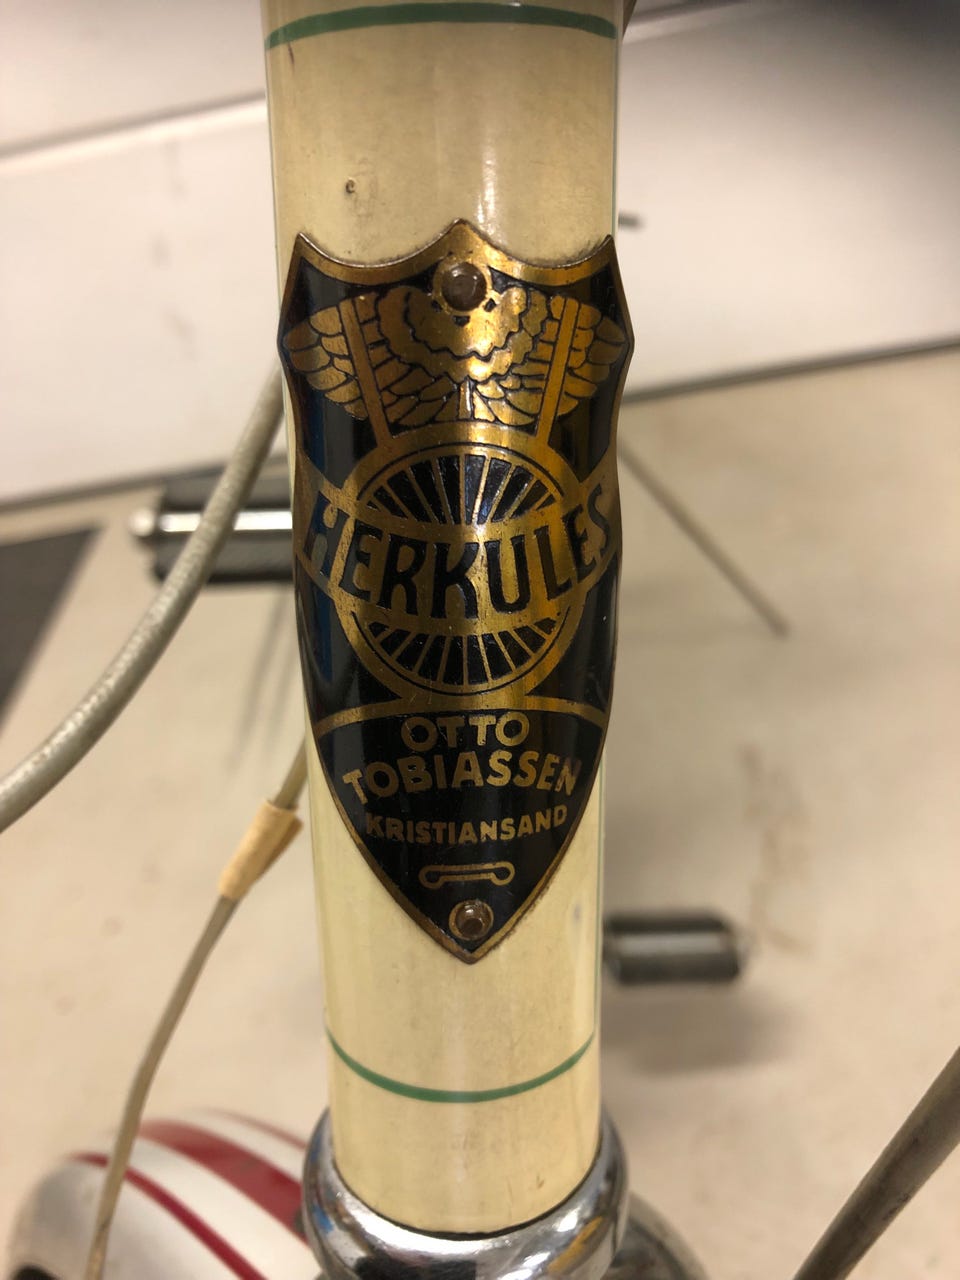 HERKULES
OTTO
TOBIASSEN
KRISTIANSAND